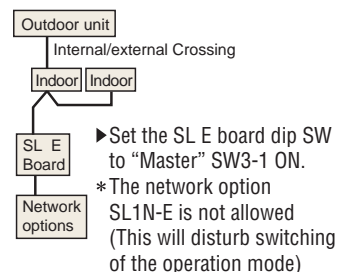 Outdoor unit
Internal/external Crossing
Indoor Indoor
SL E
Board
▶Set the SL E board dip SW
to “Master” SW3-1 ON.
*The network option
SL1N-E is not allowed
(This will disturb switching
of the operation mode)
Network
options